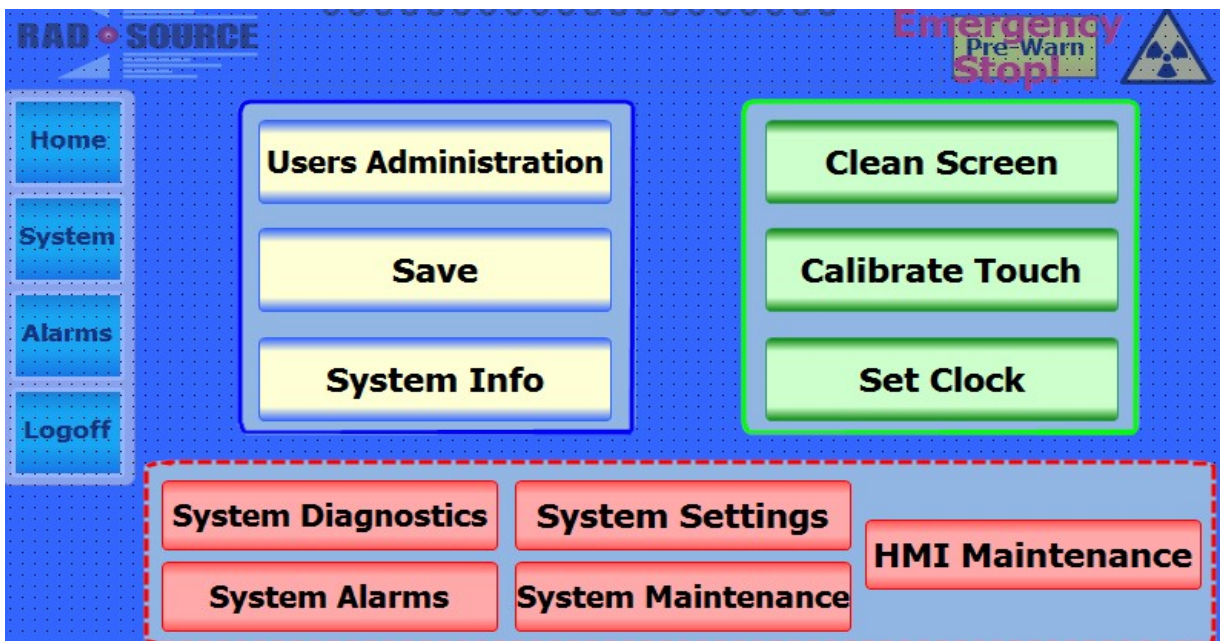 RAD SOURCE
Emergency
Pre-Warn
Stop!
Home
System
Alarms
Logoff
Users Administration
Save
System Info
Clean Screen
Calibrate Touch
Set Clock
System Diagnostics
System Settings
HMI Maintenance
System Alarms
System Maintenance